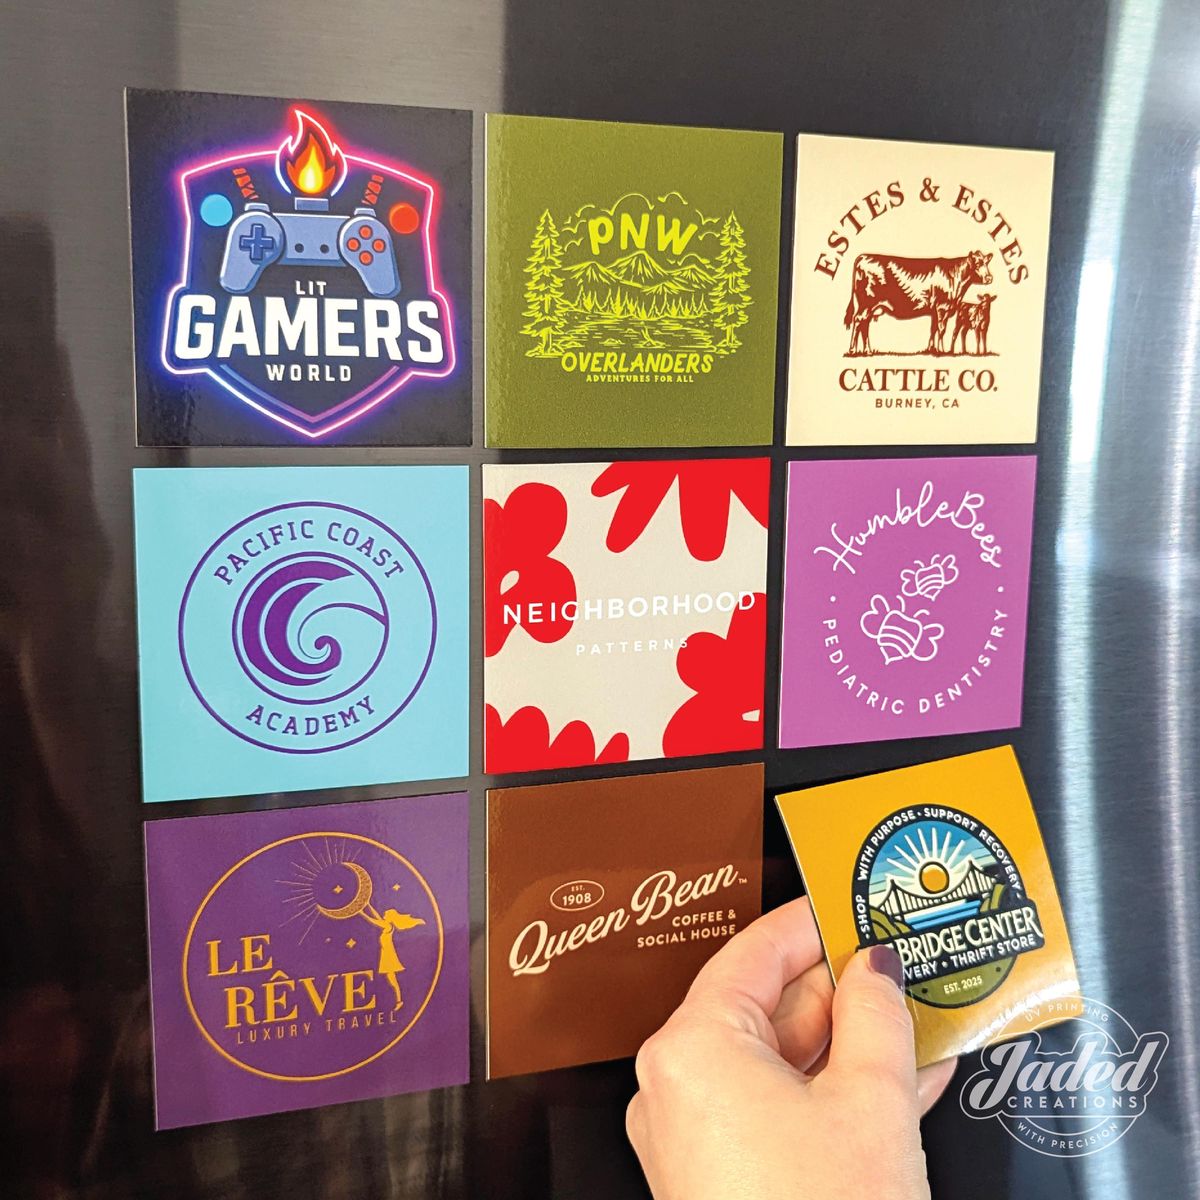 LIT
GAMERS
WORLD
PNW
OVERLANDERS
ADVENTURES FOR ALL
ESTES & ESTES
CATTLE CO.
BURNEY, CA
PACIFIC COAST
ACADEMY
NEIGHBORHOOD
PATTERNS
HumbleBees
• PEDIATRIC DENTISTRY •
LE
RÊVE
LUXURY TRAVEL
EST.
1908
Queen Bean™
COFFEE &
SOCIAL HOUSE
• SHOP WITH PURPOSE • SUPPORT RECOVERY •
BRIDGE CENTER
THRIFT STORE
EST. 2025
UV PRINTING
Jaded
CREATIONS
WITH PRECISION